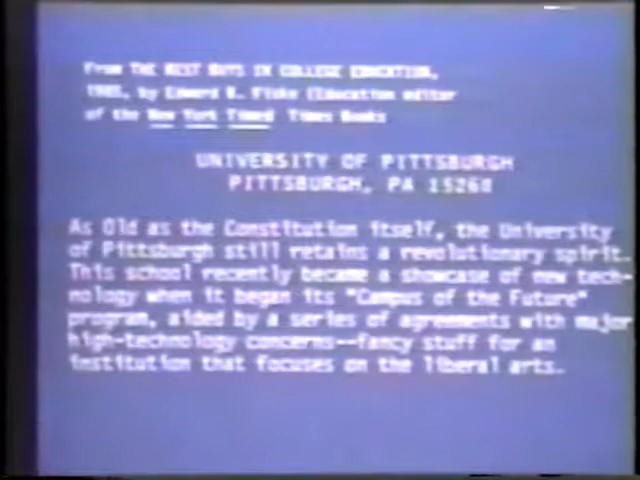 From THE BEST BUYS IN COLLEGE EDUCATION,
1985, by Edward B. Fiske (Education editor
of the New York Times) Times Books
UNIVERSITY OF PITTSBURGH
PITTSBURGH, PA 15260
As Old as the Constitution itself, the University
of Pittsburgh still retains a revolutionary spirit.
This school recently became a showcase of new tech-
nology when it began its "Campus of the Future"
program, aided by a series of agreements with major
high-technology concerns--fancy stuff for an
institution that focuses on the liberal arts.